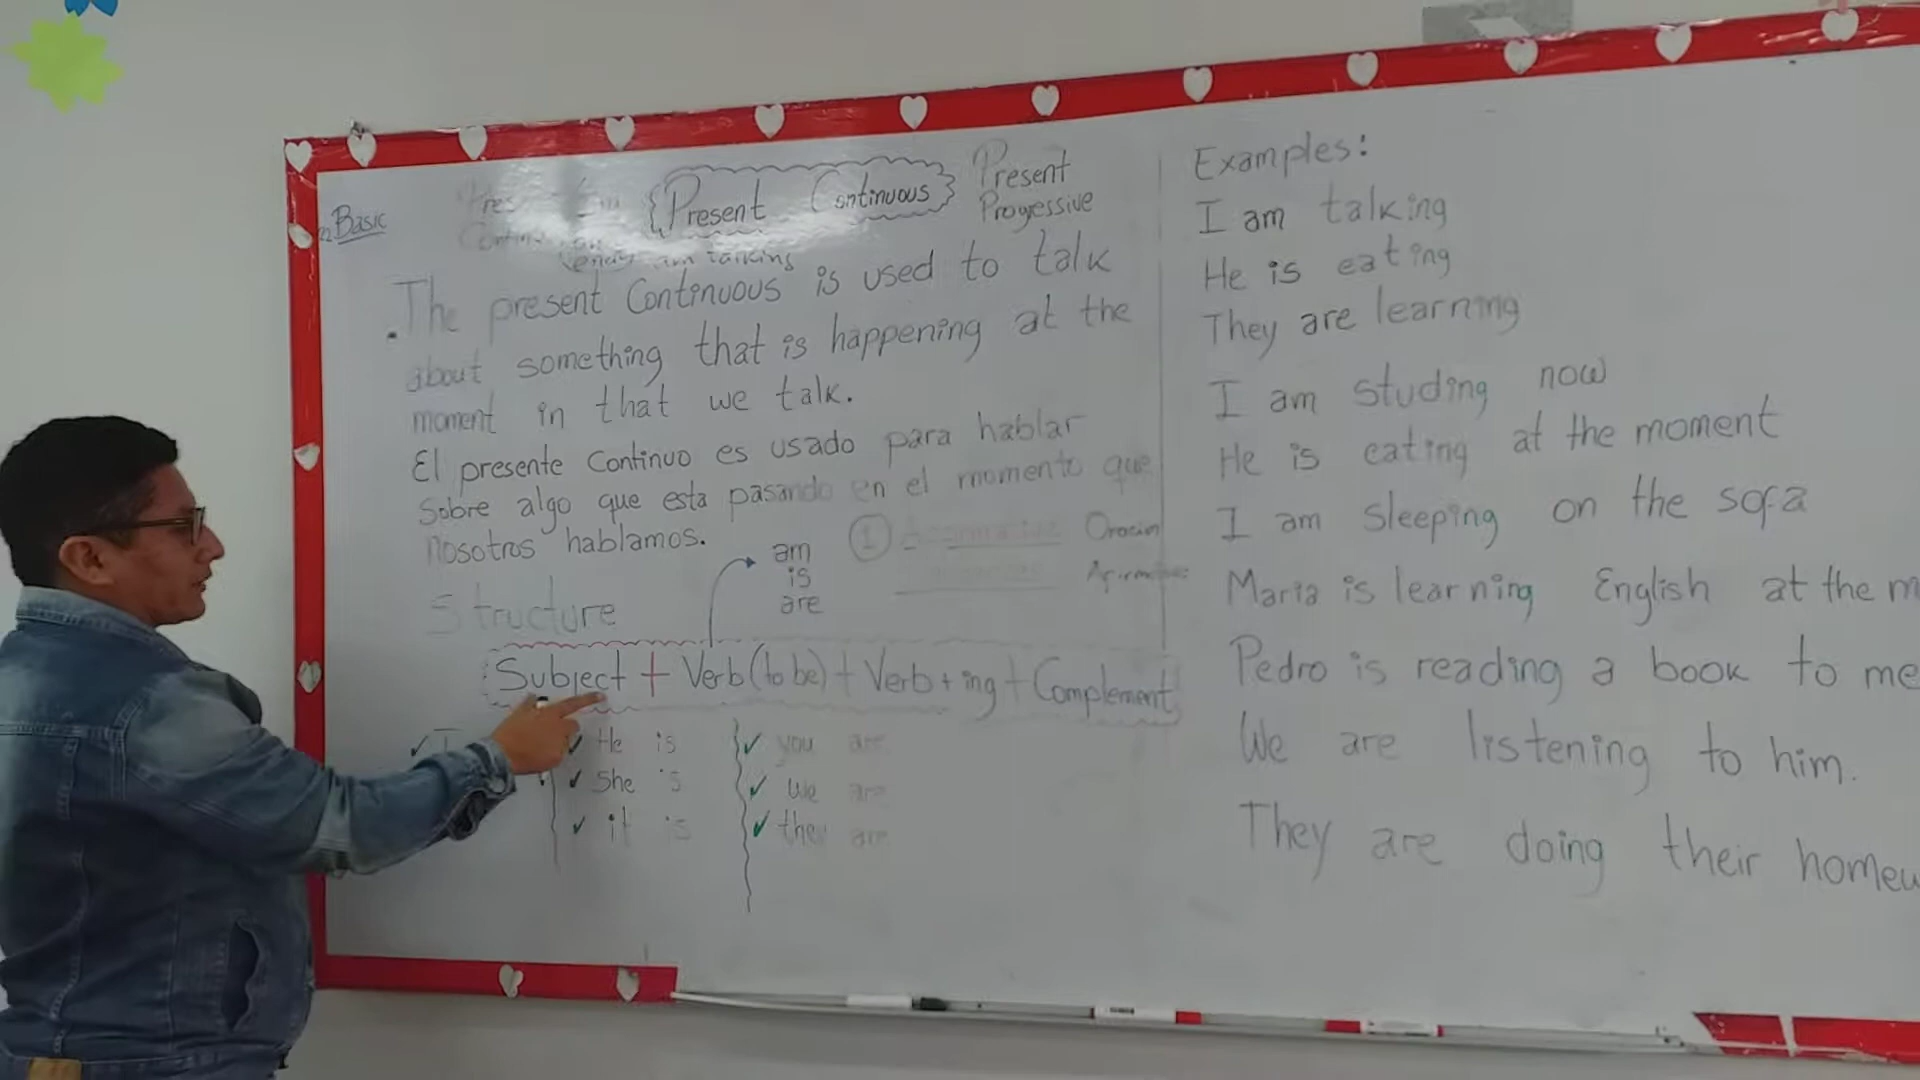 Basic
Present Continuous
Present
Progressive
am talking
. The present Continuous is used to talk
about something that is happening at the
moment in that we talk.
El presente Continuo es usado para hablar
Sobre algo que esta pasando en el momento que
nosotros hablamos.
① Oracion
am
is
are
Structure
Subject + Verb (to be) + Verb + ing + Complement
✓ I
✓ He is
✓ She is
✓ it is
✓ you are
✓ we are
✓ they are
Examples:
I am talking
He is eating
They are learning
I am studing now
He is eating at the moment
I am sleeping on the sofa
Maria is learning English at the m
Pedro is reading a book to me
We are listening to him.
They are doing their homew